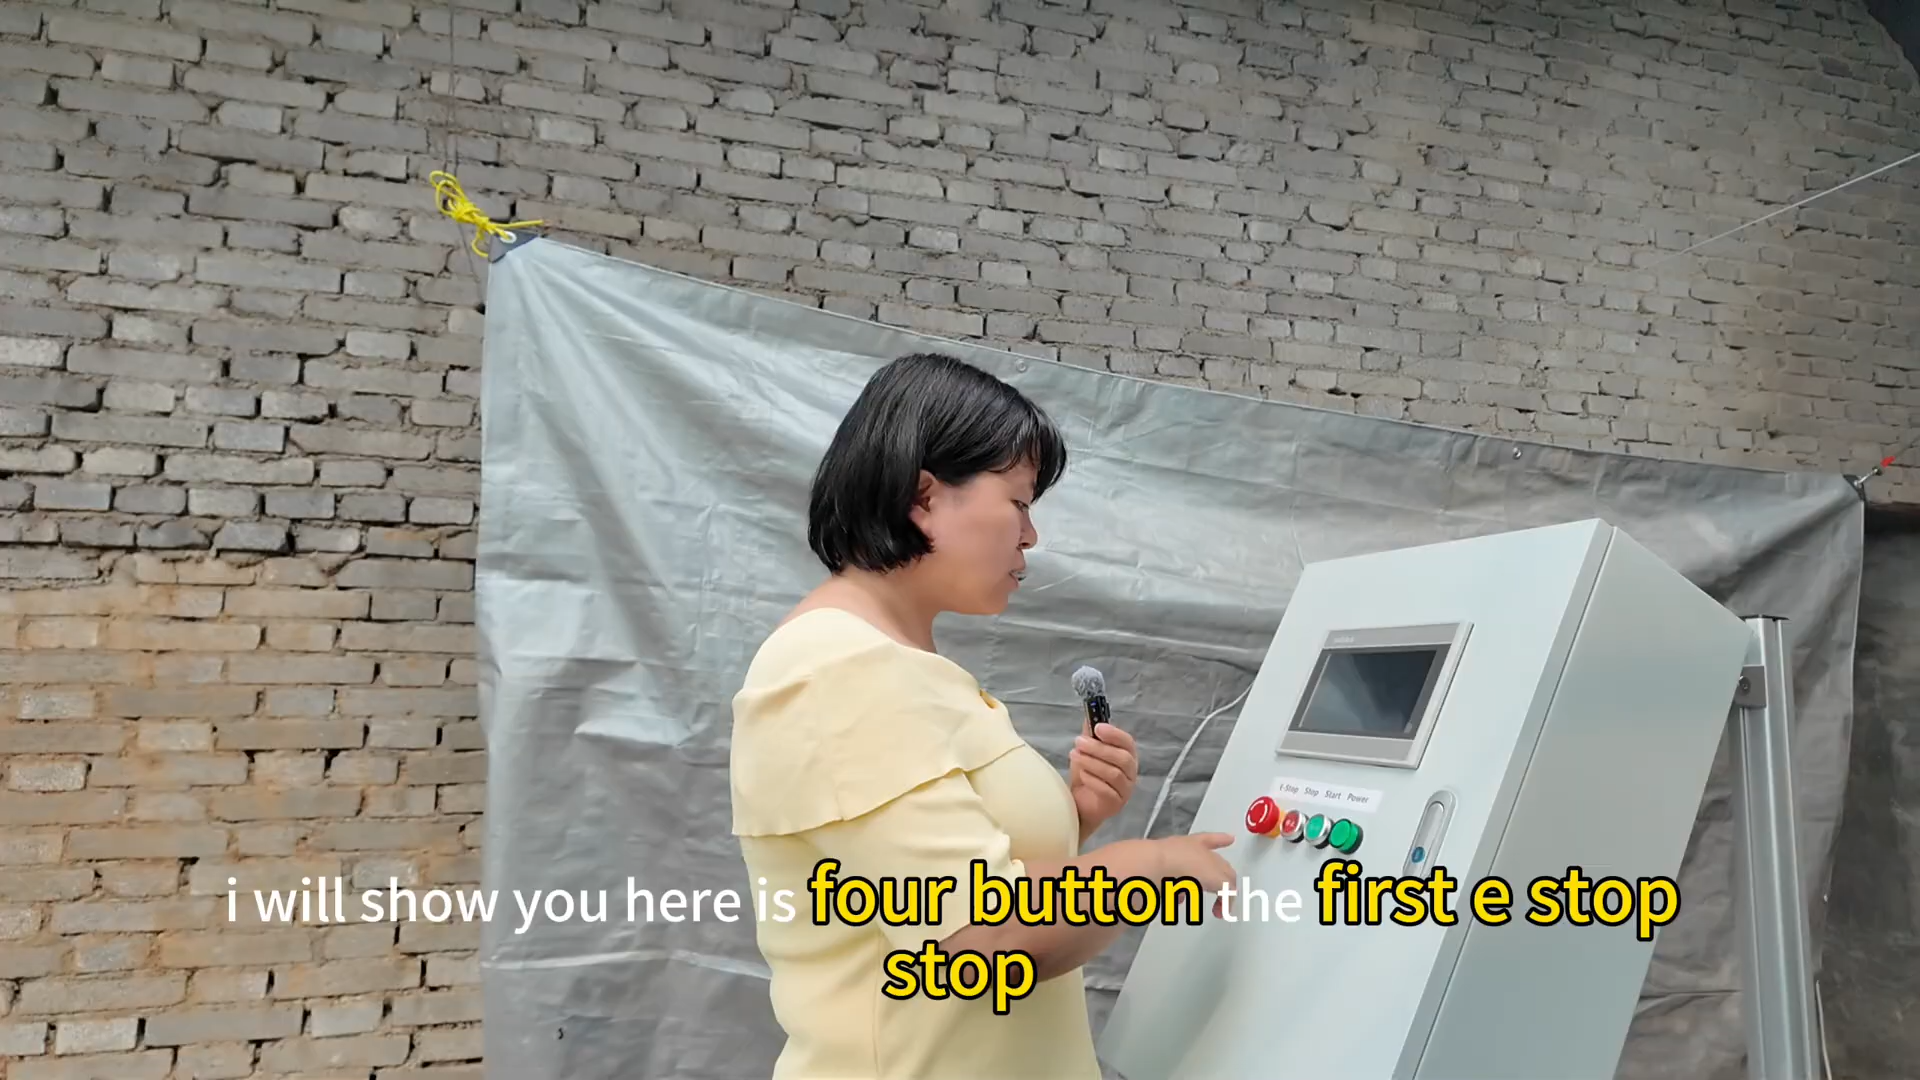 E-Stop Stop Start Power
i will show you here is four button the first e stop
stop